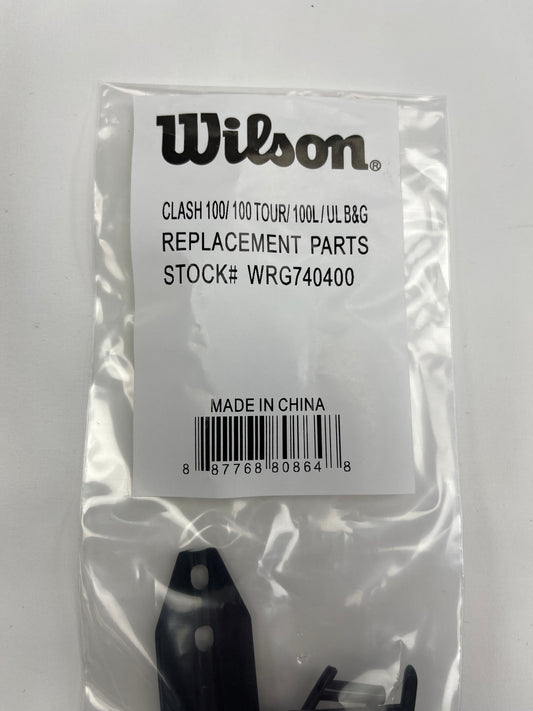 Wilson®
CLASH 100/ 100 TOUR/ 100L / UL B&G
REPLACEMENT PARTS
STOCK# WRG740400
MADE IN CHINA
8 87768 80864 8